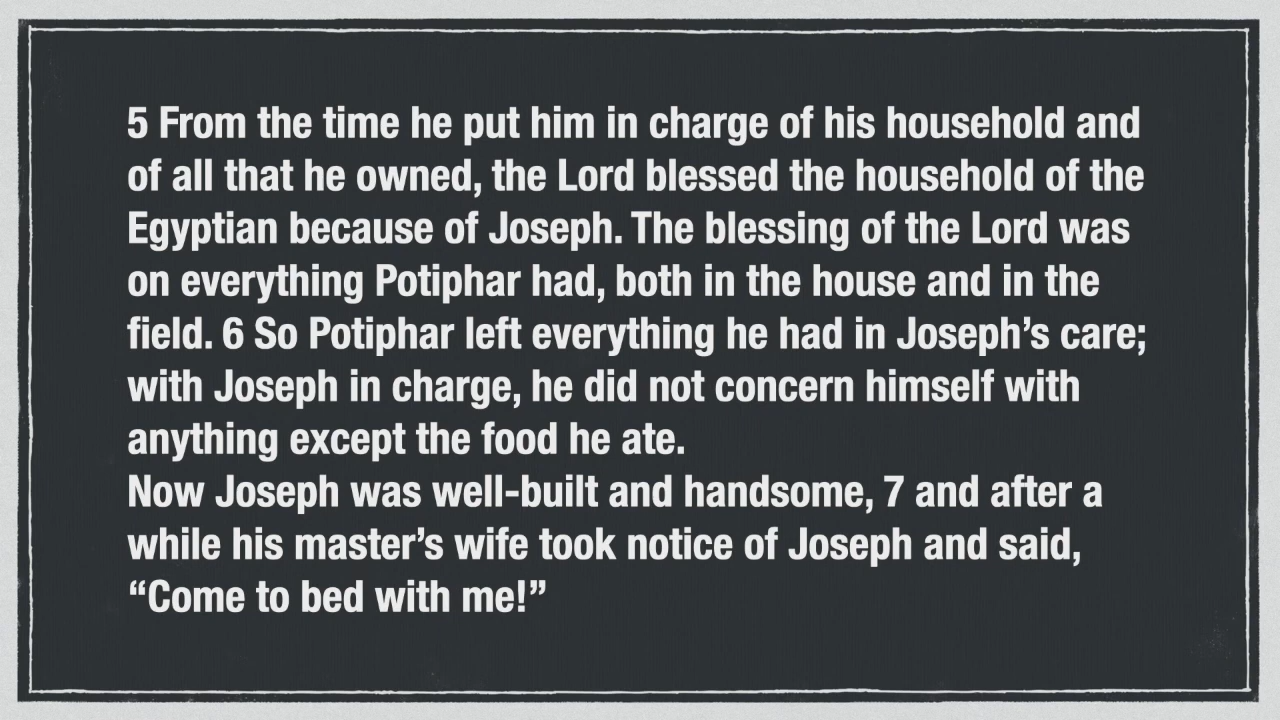 5 From the time he put him in charge of his household and
of all that he owned, the Lord blessed the household of the
Egyptian because of Joseph. The blessing of the Lord was
on everything Potiphar had, both in the house and in the
field. 6 So Potiphar left everything he had in Joseph’s care;
with Joseph in charge, he did not concern himself with
anything except the food he ate.
Now Joseph was well-built and handsome, 7 and after a
while his master’s wife took notice of Joseph and said,
“Come to bed with me!”